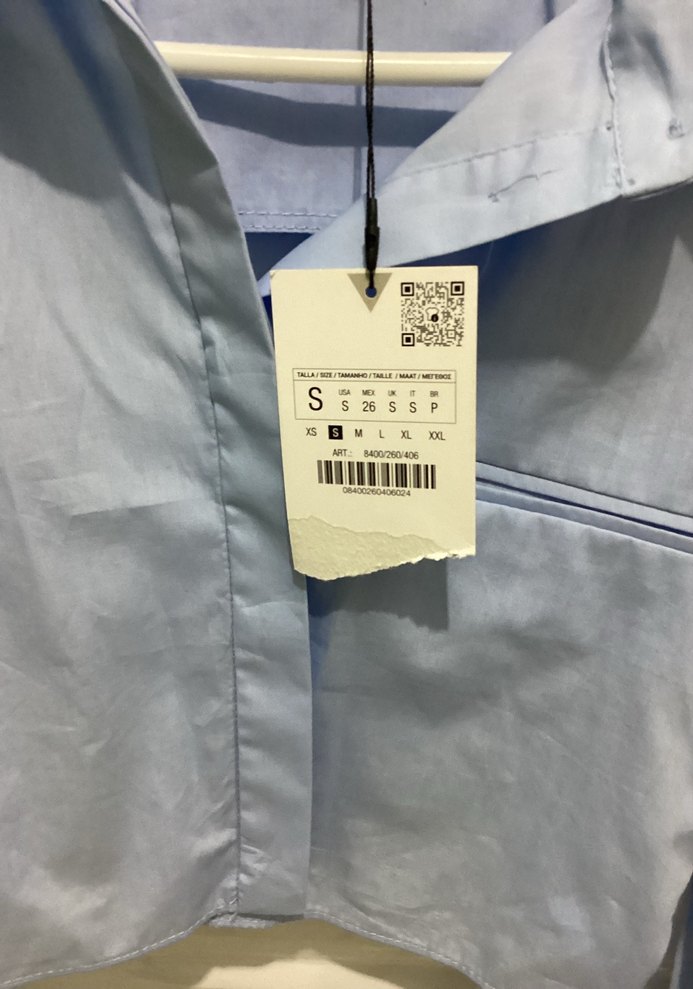 TALLA / SIZE / TAMANHO / TAILLE / MAAT / ΜΕΓΕΘΟΣ
S USA S MEX 26 UK S IT S BR P
XS S M L XL XXL
ART.: 8400/260/406
08400260406024